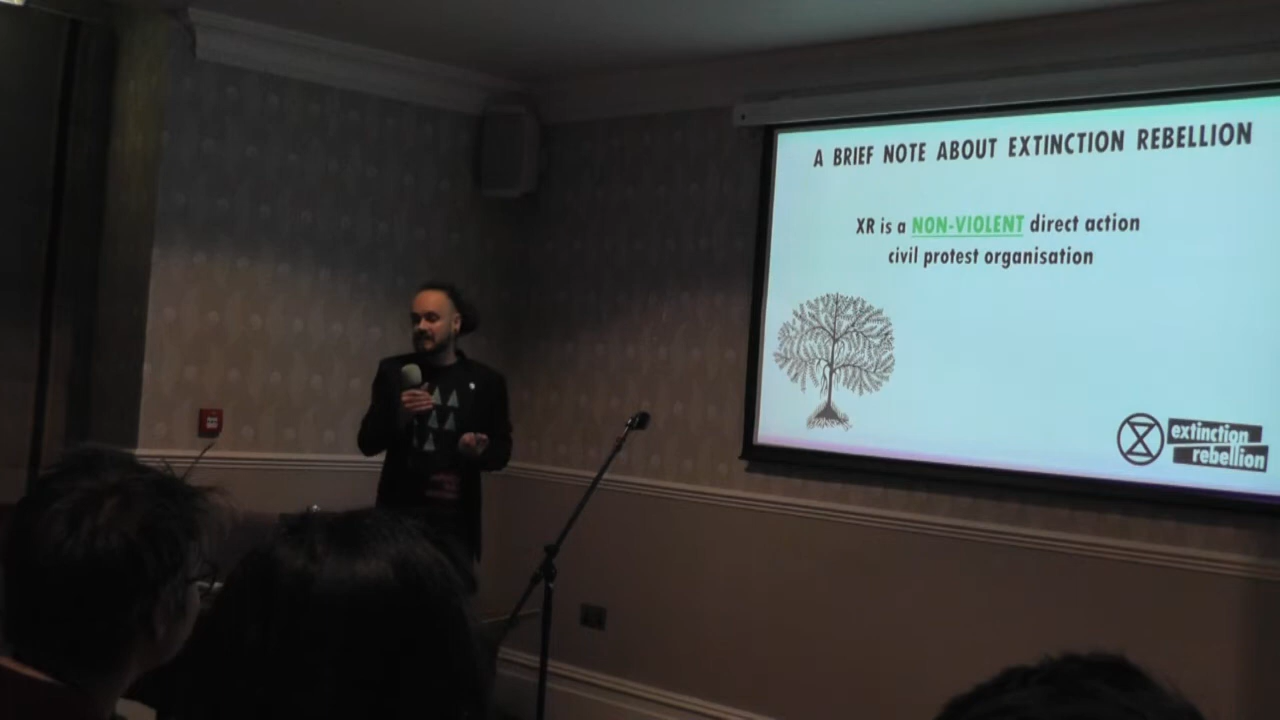 A BRIEF NOTE ABOUT EXTINCTION REBELLION
XR is a NON-VIOLENT direct action
civil protest organisation
extinction
rebellion